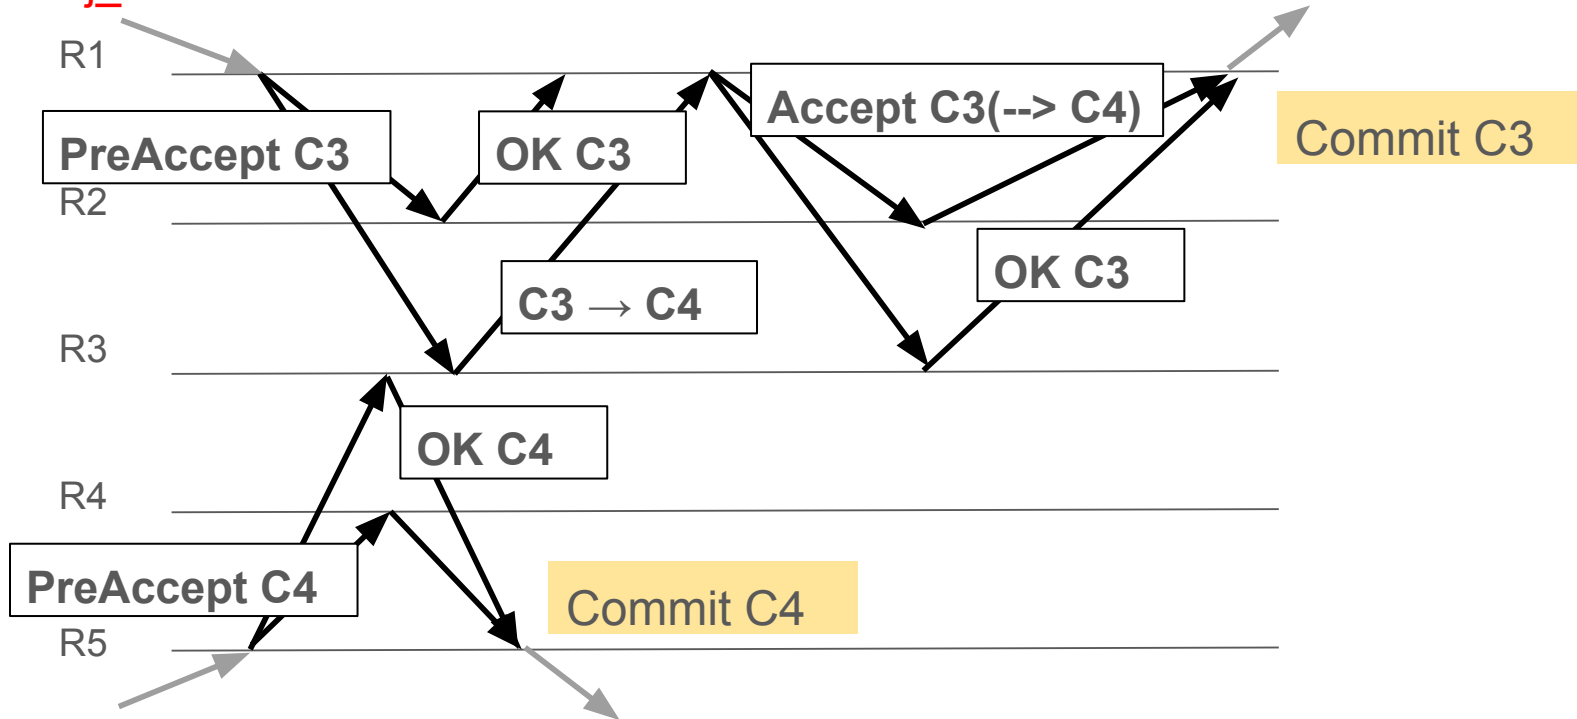 R1
Accept C3(--> C4)
Commit C3
PreAccept C3
OK C3
R2
OK C3
C3 → C4
R3
OK C4
R4
PreAccept C4
Commit C4
R5